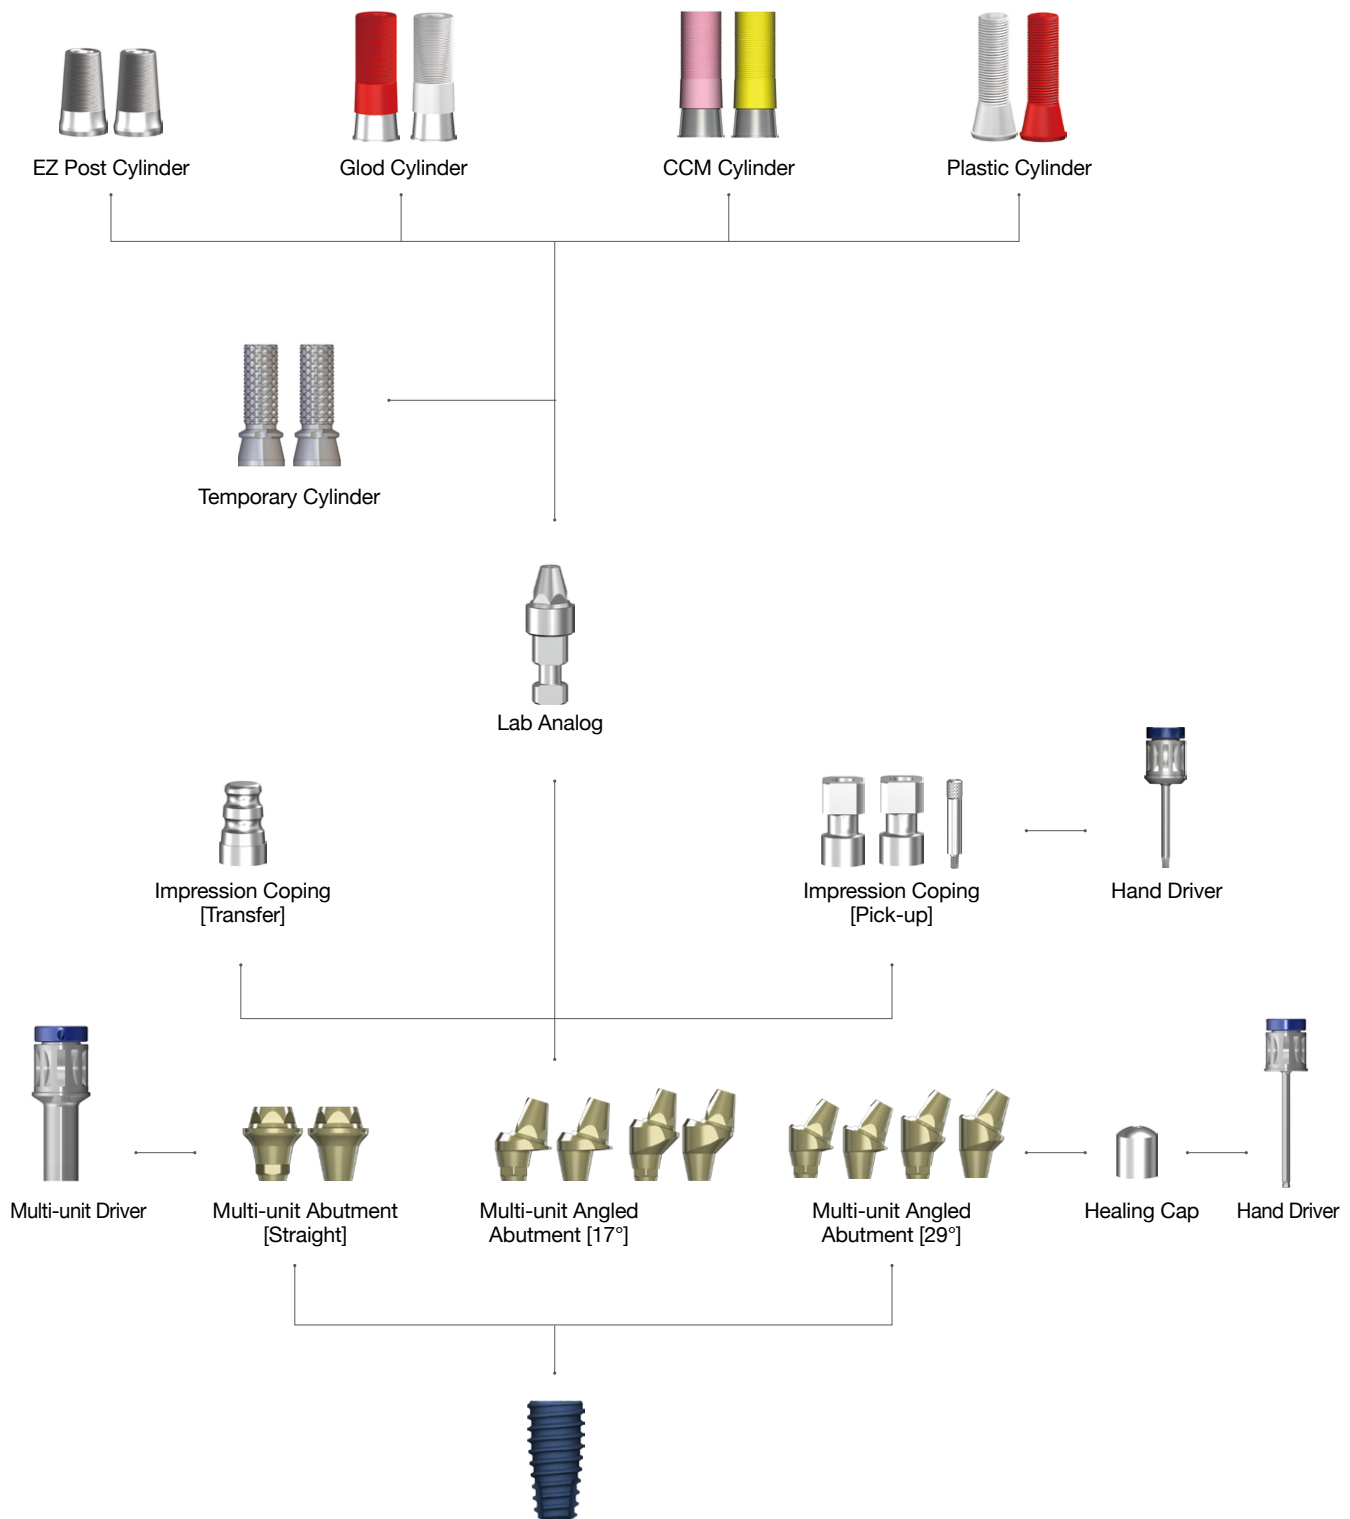 EZ Post Cylinder
Glod Cylinder
CCM Cylinder
Plastic Cylinder
Temporary Cylinder
Lab Analog
Impression Coping
[Transfer]
Impression Coping
[Pick-up]
Hand Driver
Multi-unit Driver
Multi-unit Abutment
[Straight]
Multi-unit Angled
Abutment [17°]
Multi-unit Angled
Abutment [29°]
Healing Cap
Hand Driver